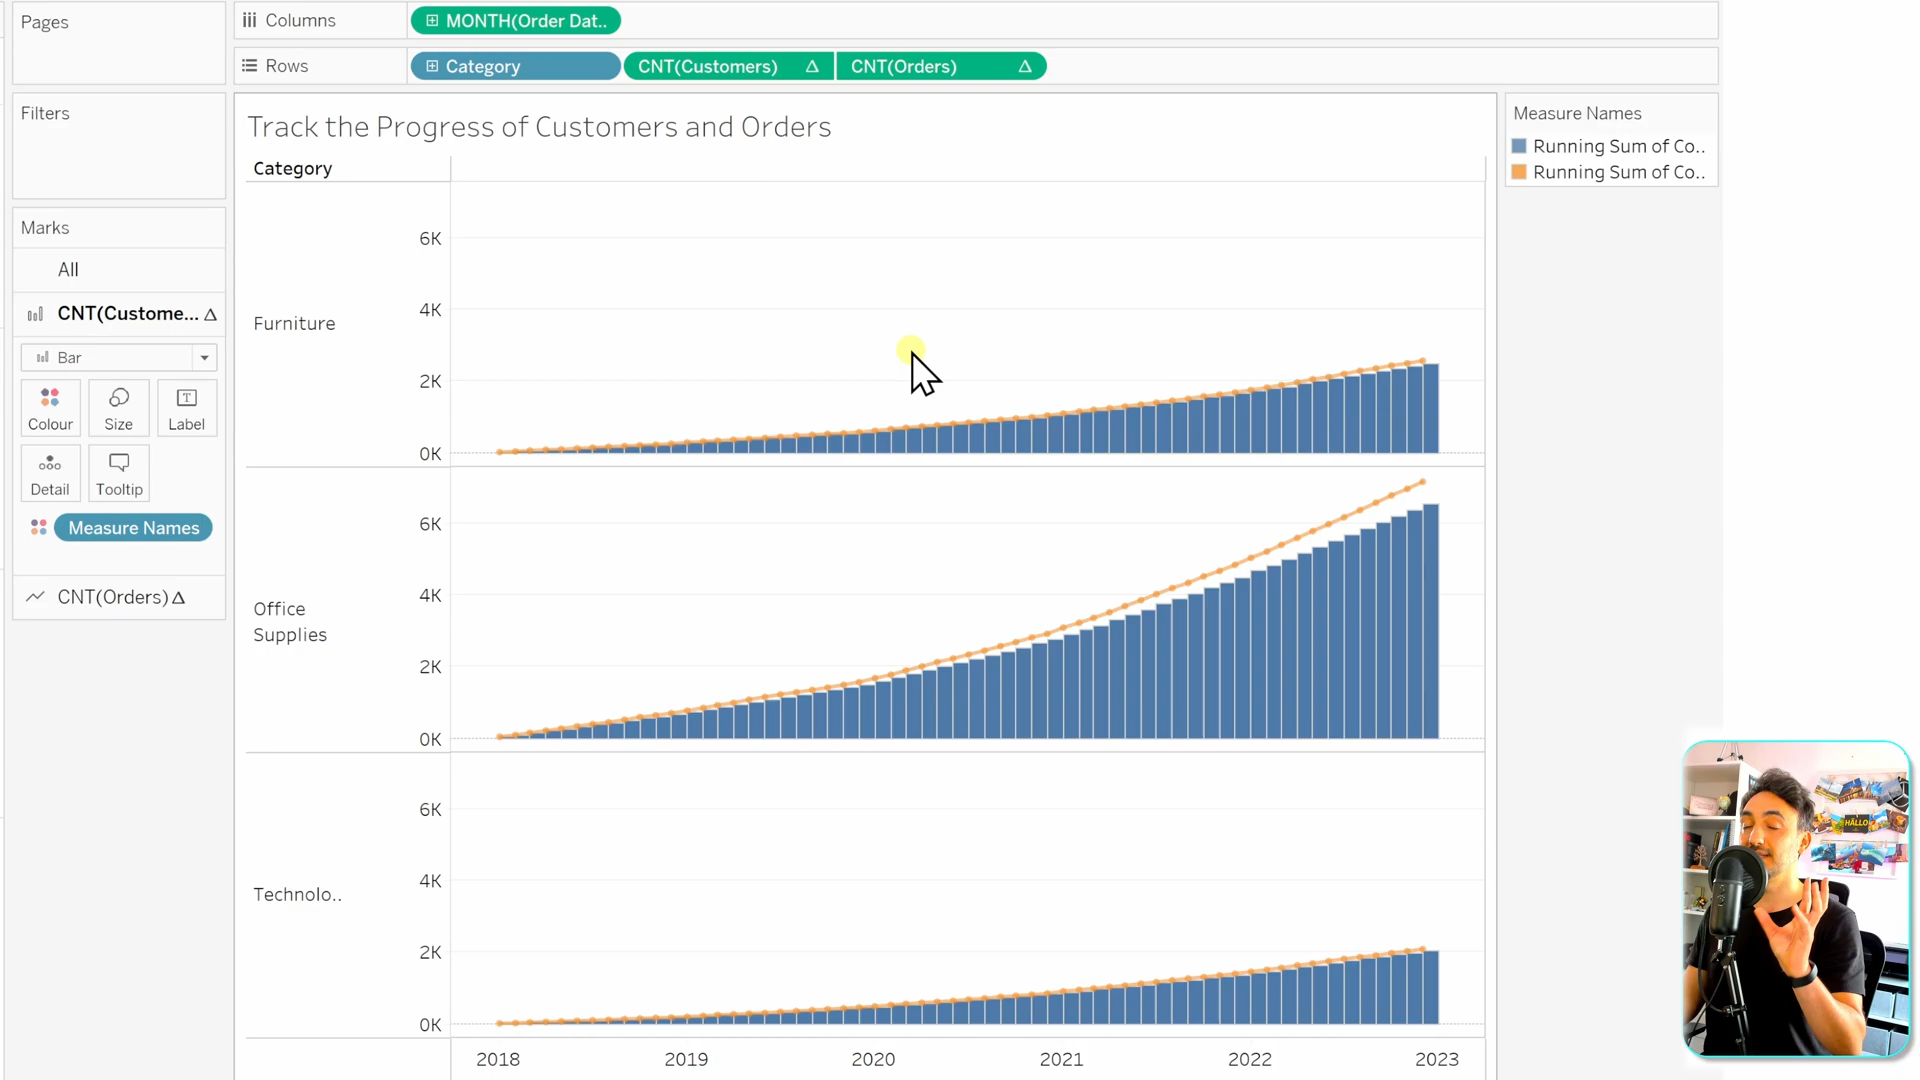 Pages
Columns
MONTH(Order Dat..
Rows
Category
CNT(Customers) Δ
CNT(Orders) Δ
Filters
Marks
All
CNT(Custome... Δ
Bar
Colour
Size
Label
Detail
Tooltip
Measure Names
CNT(Orders) Δ
Track the Progress of Customers and Orders
Category
Furniture
6K
4K
2K
0K
Office
Supplies
6K
4K
2K
0K
Technolo..
6K
4K
2K
0K
2018 2019 2020 2021 2022 2023
Measure Names
Running Sum of Co..
Running Sum of Co..
HALLO